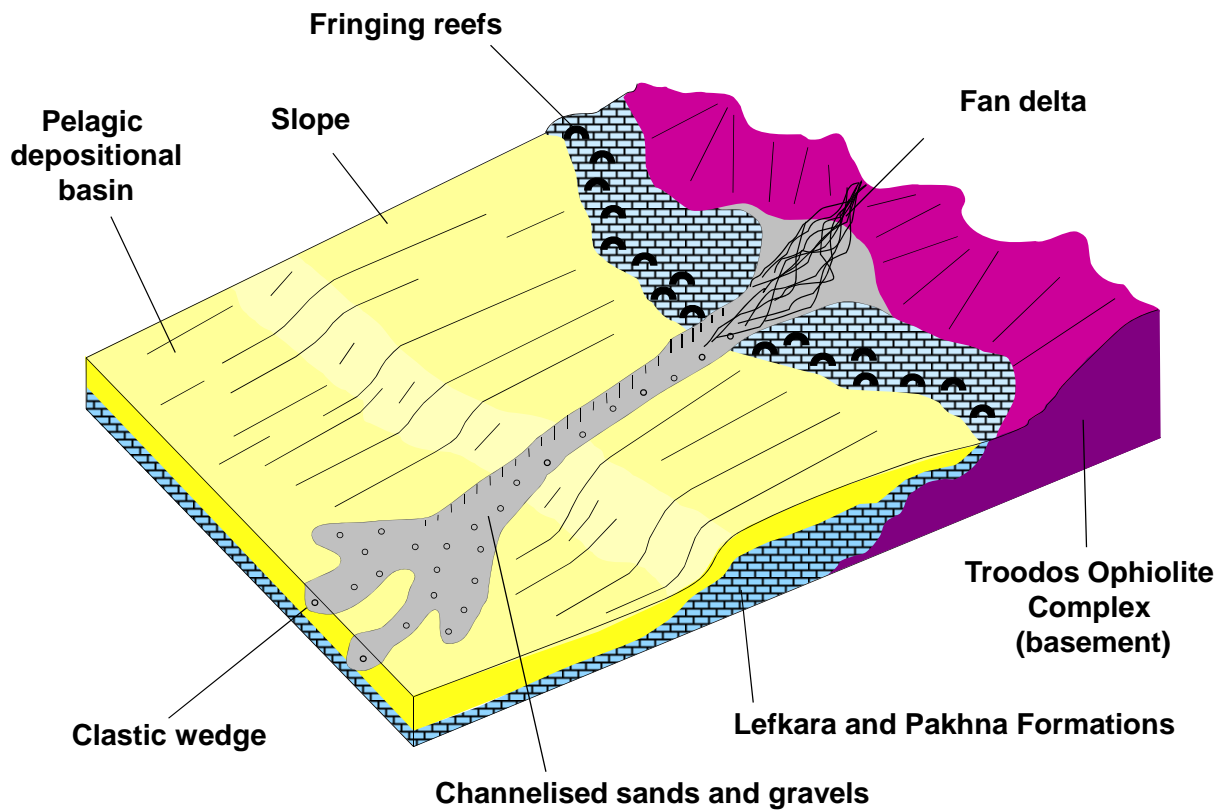 Fringing reefs
Fan delta
Slope
Pelagic
depositional
basin
Troodos Ophiolite
Complex
(basement)
Lefkara and Pakhna Formations
Clastic wedge
Channelised sands and gravels